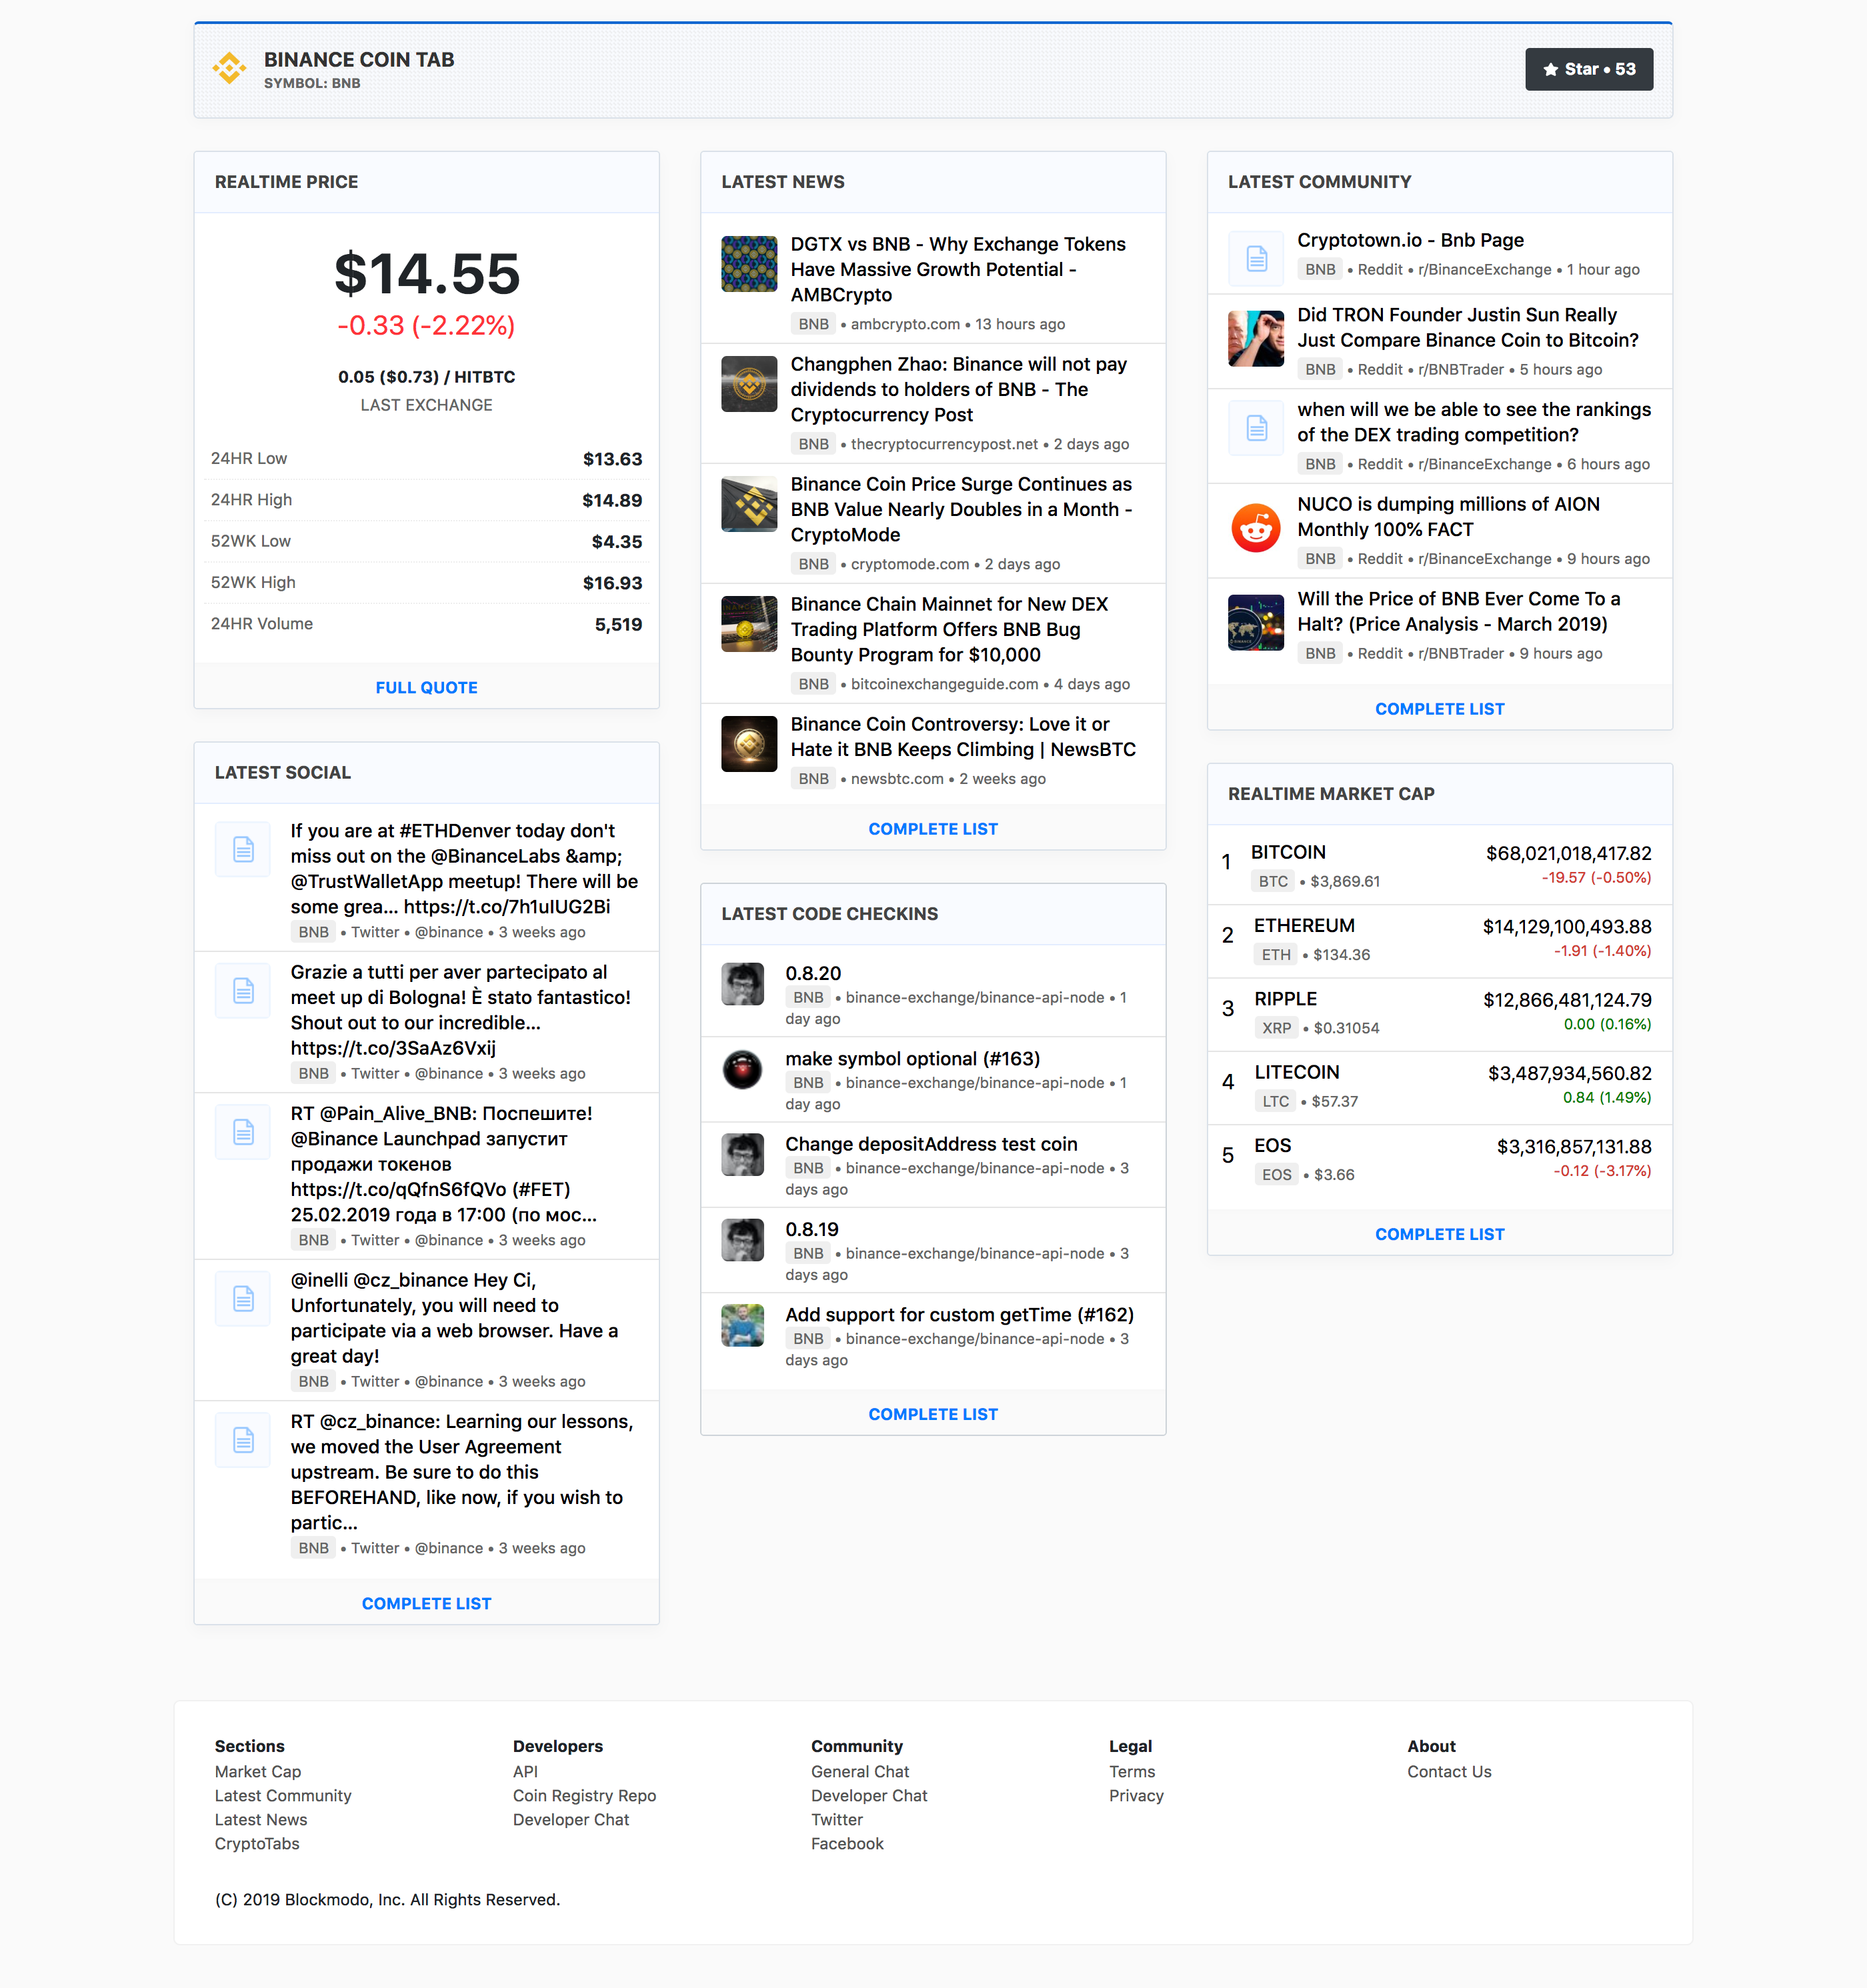 BINANCE COIN TAB
SYMBOL: BNB
Star • 53
REALTIME PRICE
$14.55
-0.33 (-2.22%)
0.05 ($0.73) / HITBTC
LAST EXCHANGE
24HR Low $13.63
24HR High $14.89
52WK Low $4.35
52WK High $16.93
24HR Volume 5,519
FULL QUOTE
LATEST SOCIAL
If you are at #ETHDenver today don't
miss out on the @BinanceLabs &amp;
@TrustWalletApp meetup! There will be
some grea... https://t.co/7h1uIUG2Bi
BNB • Twitter • @binance • 3 weeks ago
Grazie a tutti per aver partecipato al
meet up di Bologna! È stato fantastico!
Shout out to our incredible...
https://t.co/3SaAz6Vxij
BNB • Twitter • @binance • 3 weeks ago
RT @Pain_Alive_BNB: Поспешите!
@Binance Launchpad запустит
продажи токенов
https://t.co/qQfnS6fQVo (#FET)
25.02.2019 года в 17:00 (по мос...
BNB • Twitter • @binance • 3 weeks ago
@inelli @cz_binance Hey Ci,
Unfortunately, you will need to
participate via a web browser. Have a
great day!
BNB • Twitter • @binance • 3 weeks ago
RT @cz_binance: Learning our lessons,
we moved the User Agreement
upstream. Be sure to do this
BEFOREHAND, like now, if you wish to
partic...
BNB • Twitter • @binance • 3 weeks ago
COMPLETE LIST
LATEST NEWS
DGTX vs BNB - Why Exchange Tokens
Have Massive Growth Potential -
AMBCrypto
BNB • ambcrypto.com • 13 hours ago
Changphen Zhao: Binance will not pay
dividends to holders of BNB - The
Cryptocurrency Post
BNB • thecryptocurrencypost.net • 2 days ago
Binance Coin Price Surge Continues as
BNB Value Nearly Doubles in a Month -
CryptoMode
BNB • cryptomode.com • 2 days ago
Binance Chain Mainnet for New DEX
Trading Platform Offers BNB Bug
Bounty Program for $10,000
BNB • bitcoinexchangeguide.com • 4 days ago
Binance Coin Controversy: Love it or
Hate it BNB Keeps Climbing | NewsBTC
BNB • newsbtc.com • 2 weeks ago
COMPLETE LIST
LATEST CODE CHECKINS
0.8.20
BNB • binance-exchange/binance-api-node • 1
day ago
make symbol optional (#163)
BNB • binance-exchange/binance-api-node • 1
day ago
Change depositAddress test coin
BNB • binance-exchange/binance-api-node • 3
days ago
0.8.19
BNB • binance-exchange/binance-api-node • 3
days ago
Add support for custom getTime (#162)
BNB • binance-exchange/binance-api-node • 3
days ago
COMPLETE LIST
LATEST COMMUNITY
Cryptotown.io - Bnb Page
BNB • Reddit • r/BinanceExchange • 1 hour ago
Did TRON Founder Justin Sun Really
Just Compare Binance Coin to Bitcoin?
BNB • Reddit • r/BNBTrader • 5 hours ago
when will we be able to see the rankings
of the DEX trading competition?
BNB • Reddit • r/BinanceExchange • 6 hours ago
NUCO is dumping millions of AION
Monthly 100% FACT
BNB • Reddit • r/BinanceExchange • 9 hours ago
Will the Price of BNB Ever Come To a
Halt? (Price Analysis - March 2019)
BNB • Reddit • r/BNBTrader • 9 hours ago
COMPLETE LIST
REALTIME MARKET CAP
1 BITCOIN $68,021,018,417.82
BTC • $3,869.61 -19.57 (-0.50%)
2 ETHEREUM $14,129,100,493.88
ETH • $134.36 -1.91 (-1.40%)
3 RIPPLE $12,866,481,124.79
XRP • $0.31054 0.00 (0.16%)
4 LITECOIN $3,487,934,560.82
LTC • $57.37 0.84 (1.49%)
5 EOS $3,316,857,131.88
EOS • $3.66 -0.12 (-3.17%)
COMPLETE LIST
Sections
Market Cap
Latest Community
Latest News
CryptoTabs
Developers
API
Coin Registry Repo
Developer Chat
Community
General Chat
Developer Chat
Twitter
Facebook
Legal
Terms
Privacy
About
Contact Us
(C) 2019 Blockmodo, Inc. All Rights Reserved.